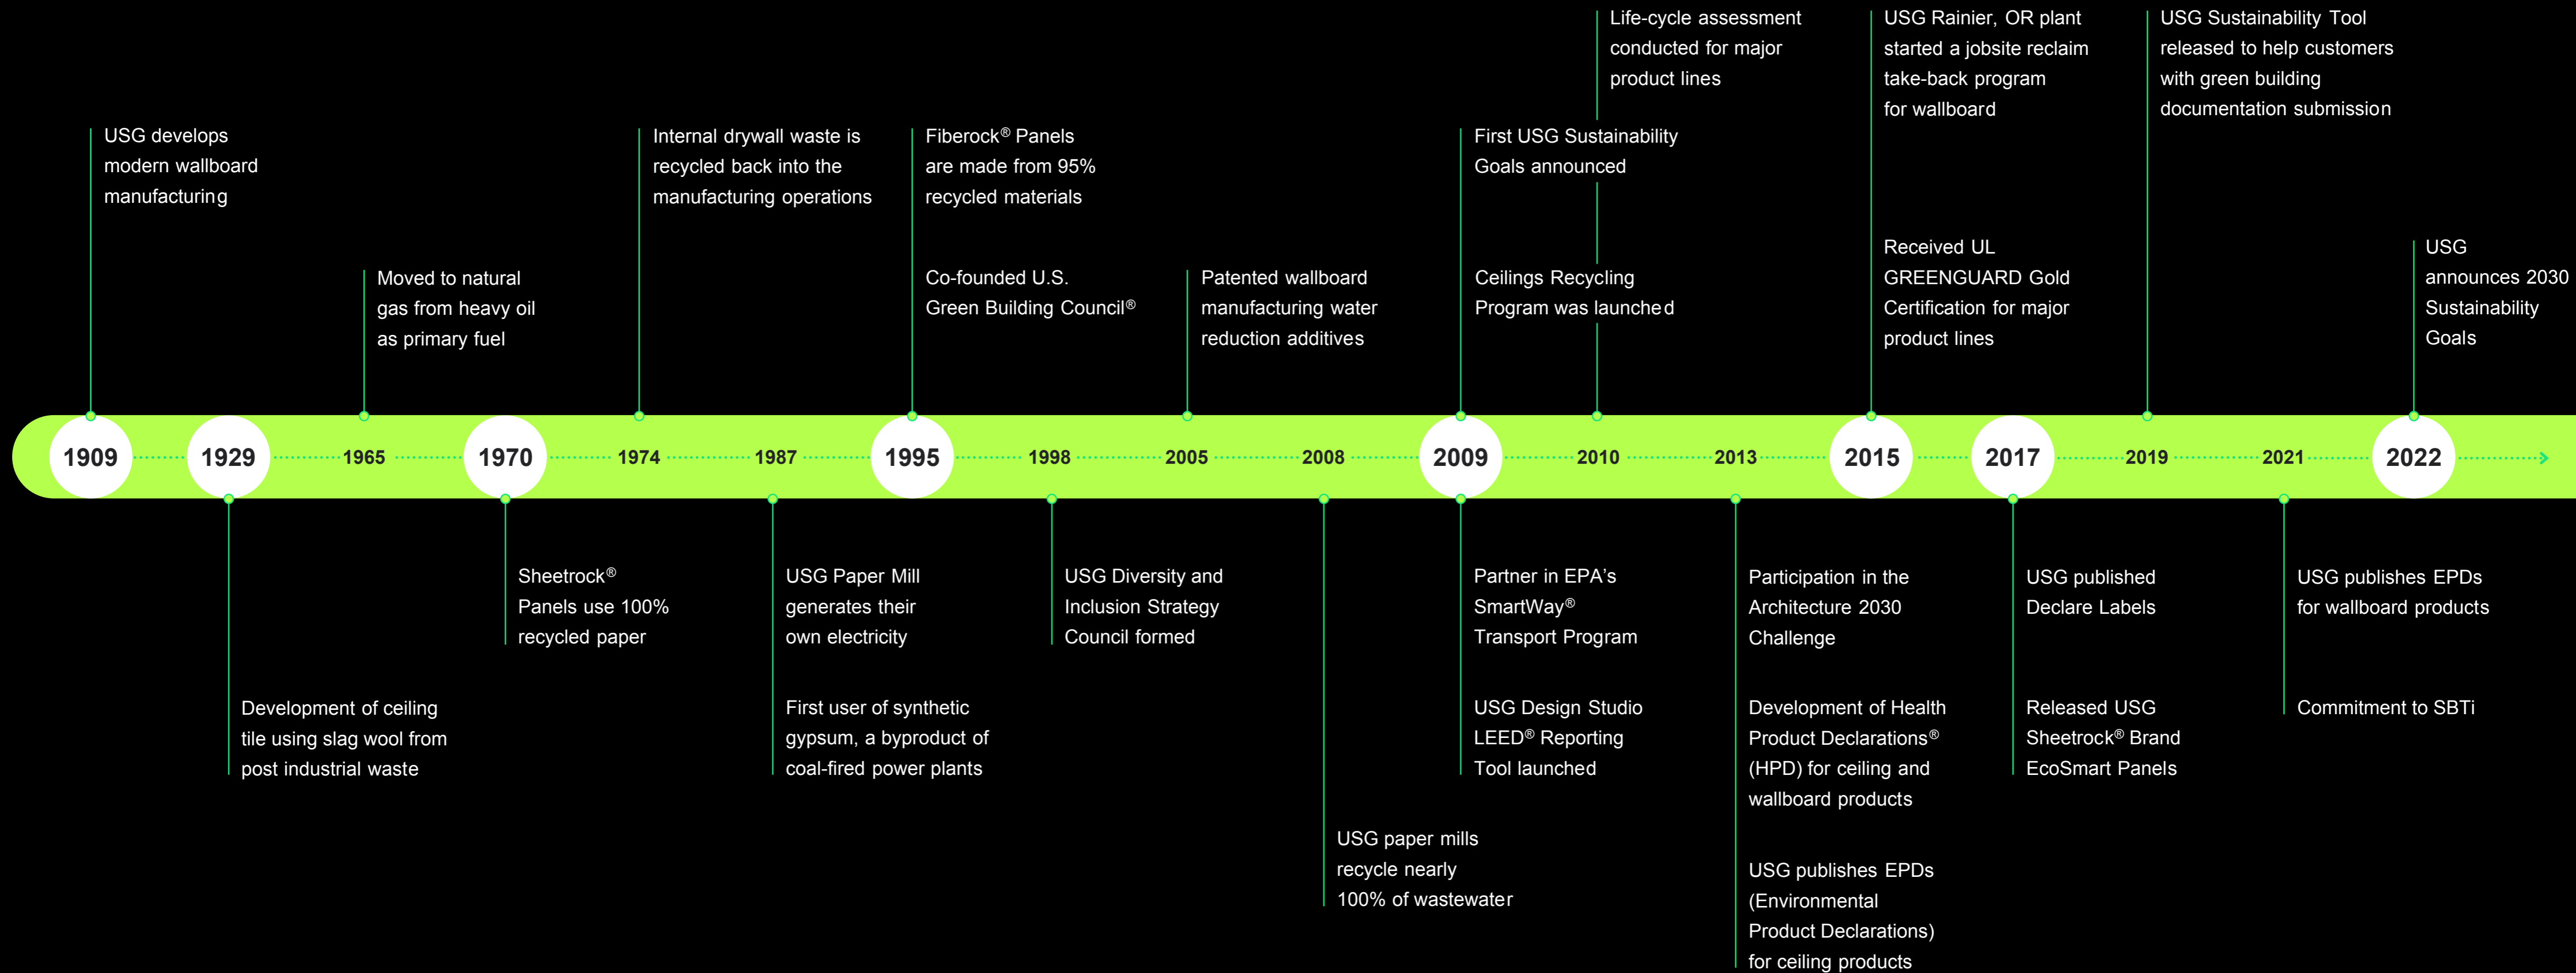 Life-cycle assessment
conducted for major
product lines
USG Rainier, OR plant
started a jobsite reclaim
take-back program
for wallboard
USG Sustainability Tool
released to help customers
with green building
documentation submission
USG develops
modern wallboard
manufacturing
Internal drywall waste is
recycled back into the
manufacturing operations
Fiberock® Panels
are made from 95%
recycled materials
First USG Sustainability
Goals announced
Moved to natural
gas from heavy oil
as primary fuel
Co-founded U.S.
Green Building Council®
Patented wallboard
manufacturing water
reduction additives
Ceilings Recycling
Program was launched
Received UL
GREENGUARD Gold
Certification for major
product lines
USG
announces 2030
Sustainability
Goals
1909 1929 1965 1970 1974 1987 1995 1998 2005 2008 2009 2010 2013 2015 2017 2019 2021 2022
Sheetrock®
Panels use 100%
recycled paper
USG Paper Mill
generates their
own electricity
USG Diversity and
Inclusion Strategy
Council formed
Partner in EPA's
SmartWay®
Transport Program
Participation in the
Architecture 2030
Challenge
USG published
Declare Labels
USG publishes EPDs
for wallboard products
Development of ceiling
tile using slag wool from
post industrial waste
First user of synthetic
gypsum, a byproduct of
coal-fired power plants
USG Design Studio
LEED® Reporting
Tool launched
Development of Health
Product Declarations®
(HPD) for ceiling and
wallboard products
Released USG
Sheetrock® Brand
EcoSmart Panels
Commitment to SBTi
USG paper mills
recycle nearly
100% of wastewater
USG publishes EPDs
(Environmental
Product Declarations)
for ceiling products